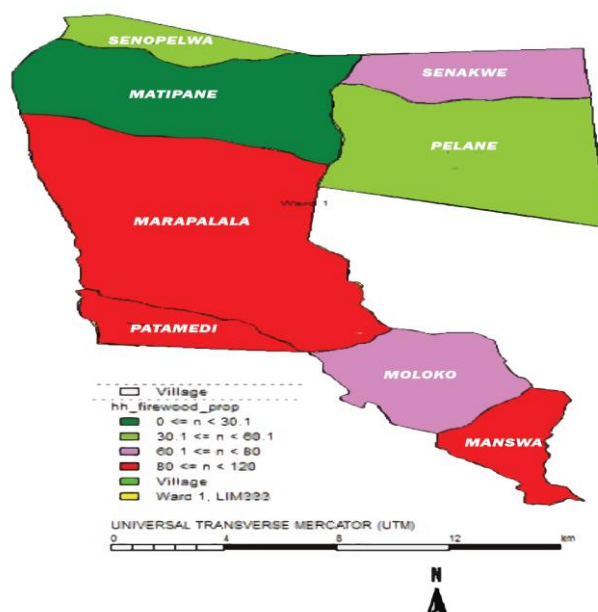 SENOPELWA
SENAKWE
MATIPANE
PELANE
Ward 1
MARAPALALA
PATAMEDI
MOLOKO
MANSWA
Village
hh_firewood_prop
0 <= n < 30.1
30.1 <= n < 60.1
60.1 <= n < 80
80 <= n < 120
Village
Ward 1, LIM333
UNIVERSAL TRANSVERSE MERCATOR (UTM)
0 4 8 12 km
N